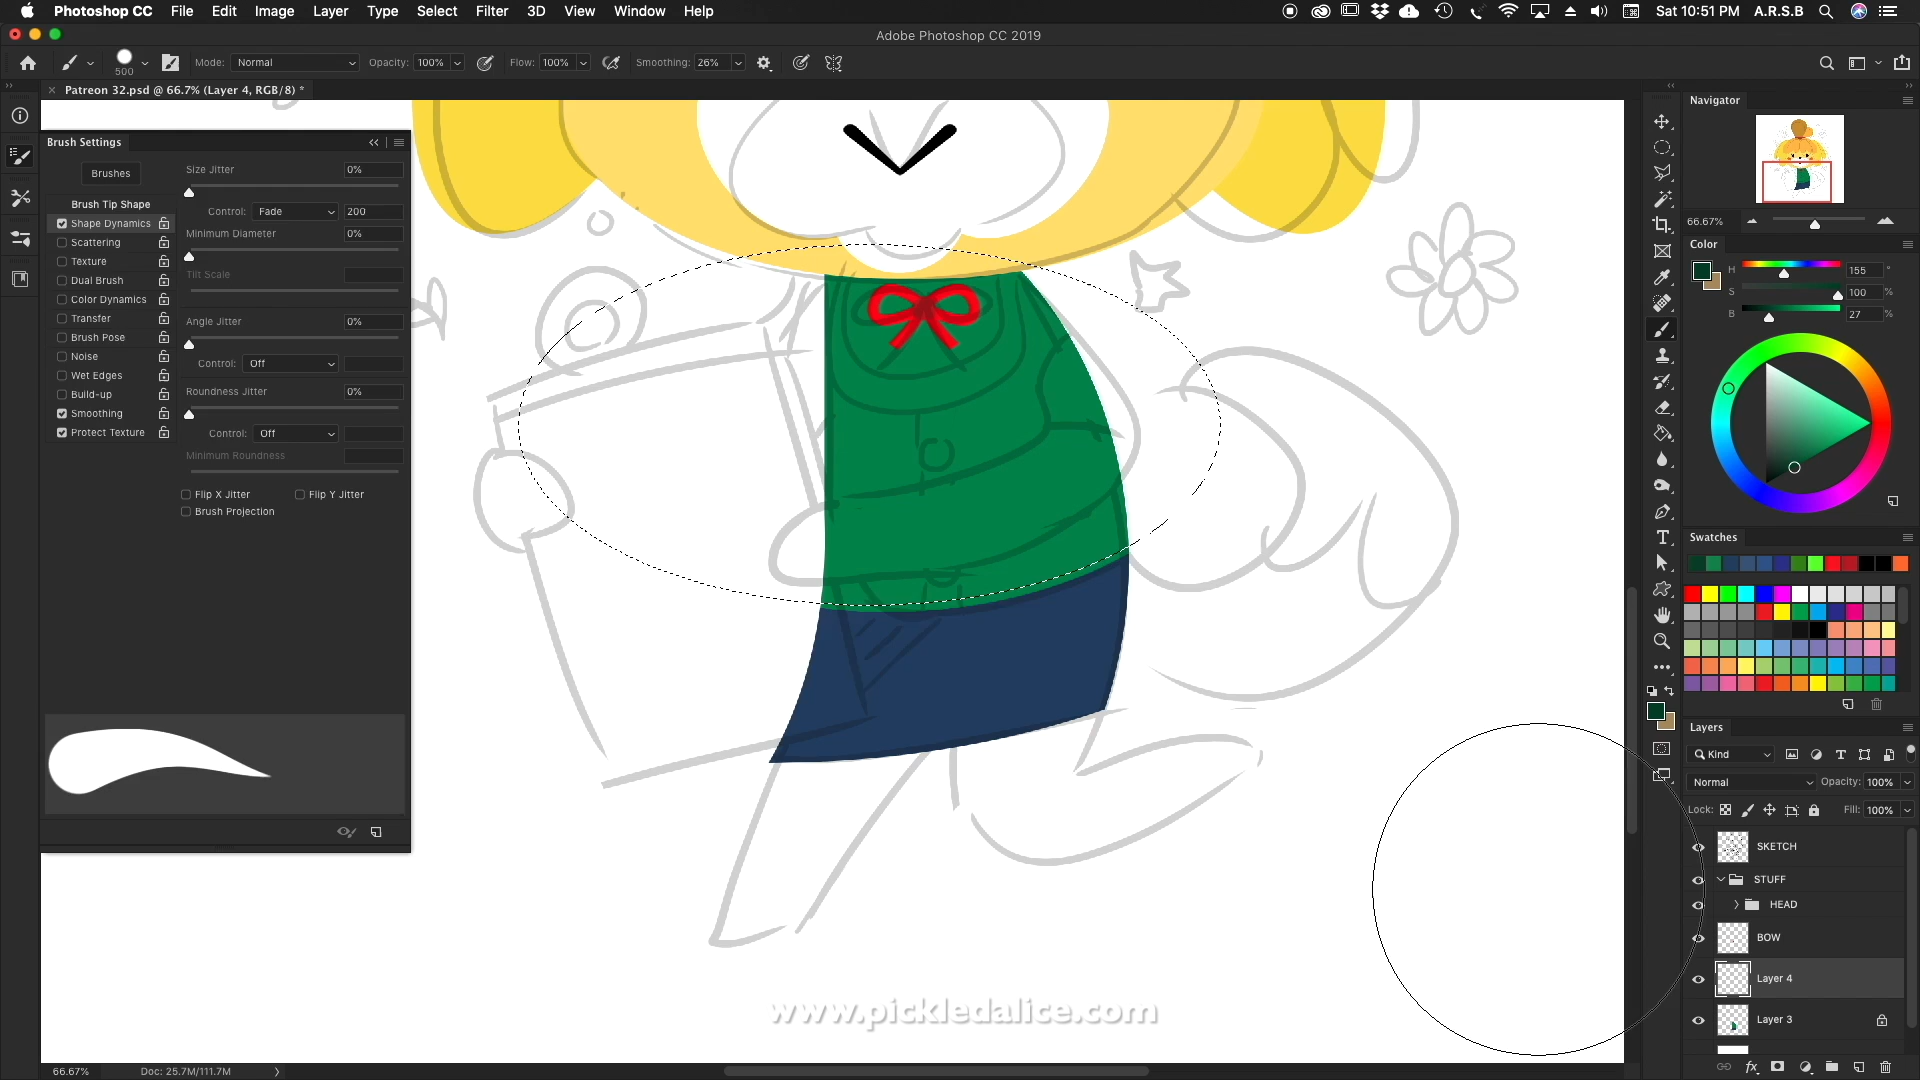 Photoshop CC File Edit Image Layer Type Select Filter 3D View Window Help
Sat 10:51 PM A.R.S.B
Adobe Photoshop CC 2019
500 Mode: Normal Opacity: 100% Flow: 100% Smoothing: 26%
Patreon 32.psd @ 66.7% (Layer 4, RGB/8) *
Brush Settings
Brushes
Brush Tip Shape
Shape Dynamics
Scattering
Texture
Dual Brush
Color Dynamics
Transfer
Brush Pose
Noise
Wet Edges
Build-up
Smoothing
Protect Texture
Size Jitter 0%
Control: Fade 200
Minimum Diameter 0%
Tilt Scale
Angle Jitter 0%
Control: Off
Roundness Jitter 0%
Control: Off
Minimum Roundness
Flip X Jitter Flip Y Jitter
Brush Projection
www.pickledalice.com
66.67% Doc: 25.7M/111.7M
Navigator
66.67%
Color
H 155 °
S 100 %
B 27 %
Swatches
Layers
Kind
Normal Opacity: 100%
Lock: Fill: 100%
SKETCH
STUFF
HEAD
BOW
Layer 4
Layer 3